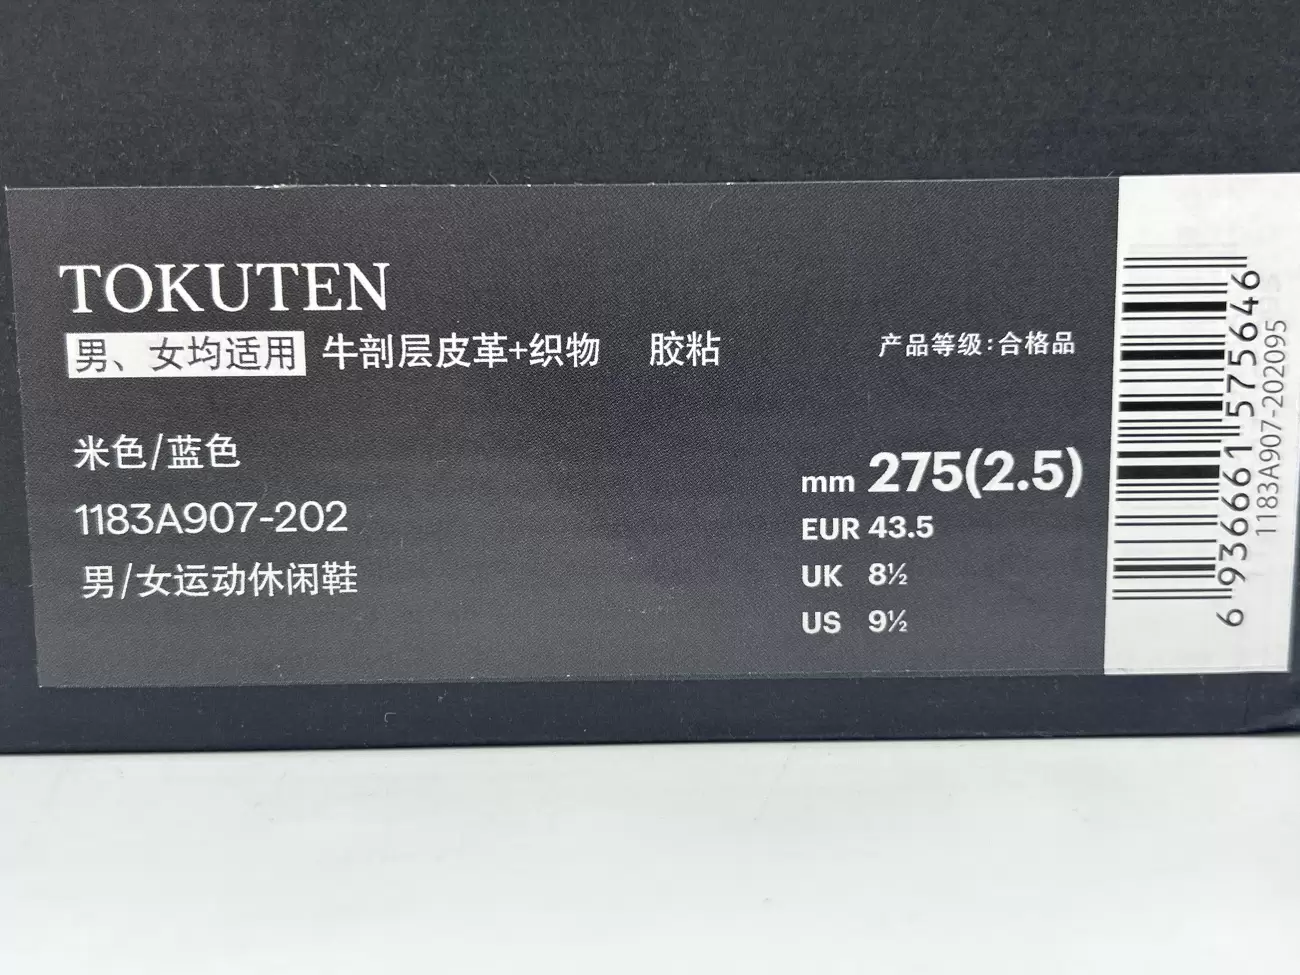 TOKUTEN
男、女均适用 牛剖层皮革+织物 胶粘 产品等级:合格品
米色/蓝色
1183A907-202
男/女运动休闲鞋
mm 275(2.5)
EUR 43.5
UK 8½
US 9½
6 936661 575646
1183A907-202095